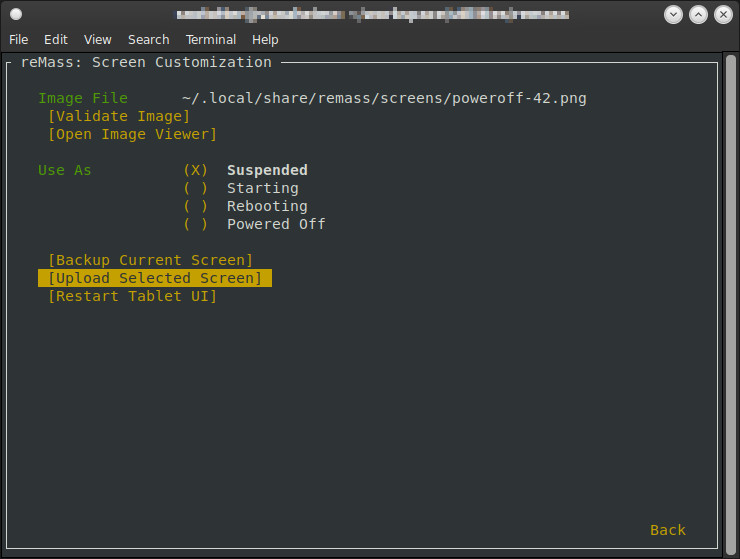 File Edit View Search Terminal Help
reMass: Screen Customization
Image File ~/.local/share/remass/screens/poweroff-42.png
[Validate Image]
[Open Image Viewer]
Use As (X) Suspended
( ) Starting
( ) Rebooting
( ) Powered Off
[Backup Current Screen]
[Upload Selected Screen]
[Restart Tablet UI]
Back